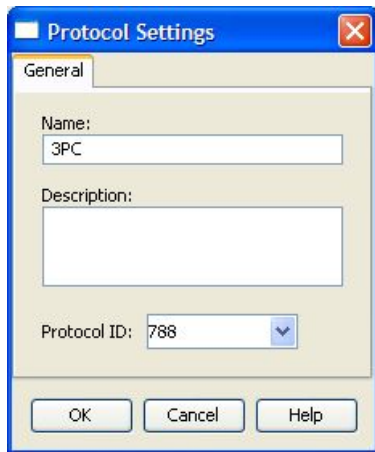 Protocol Settings
General
Name:
3PC
Description:
Protocol ID: 788
OK Cancel Help